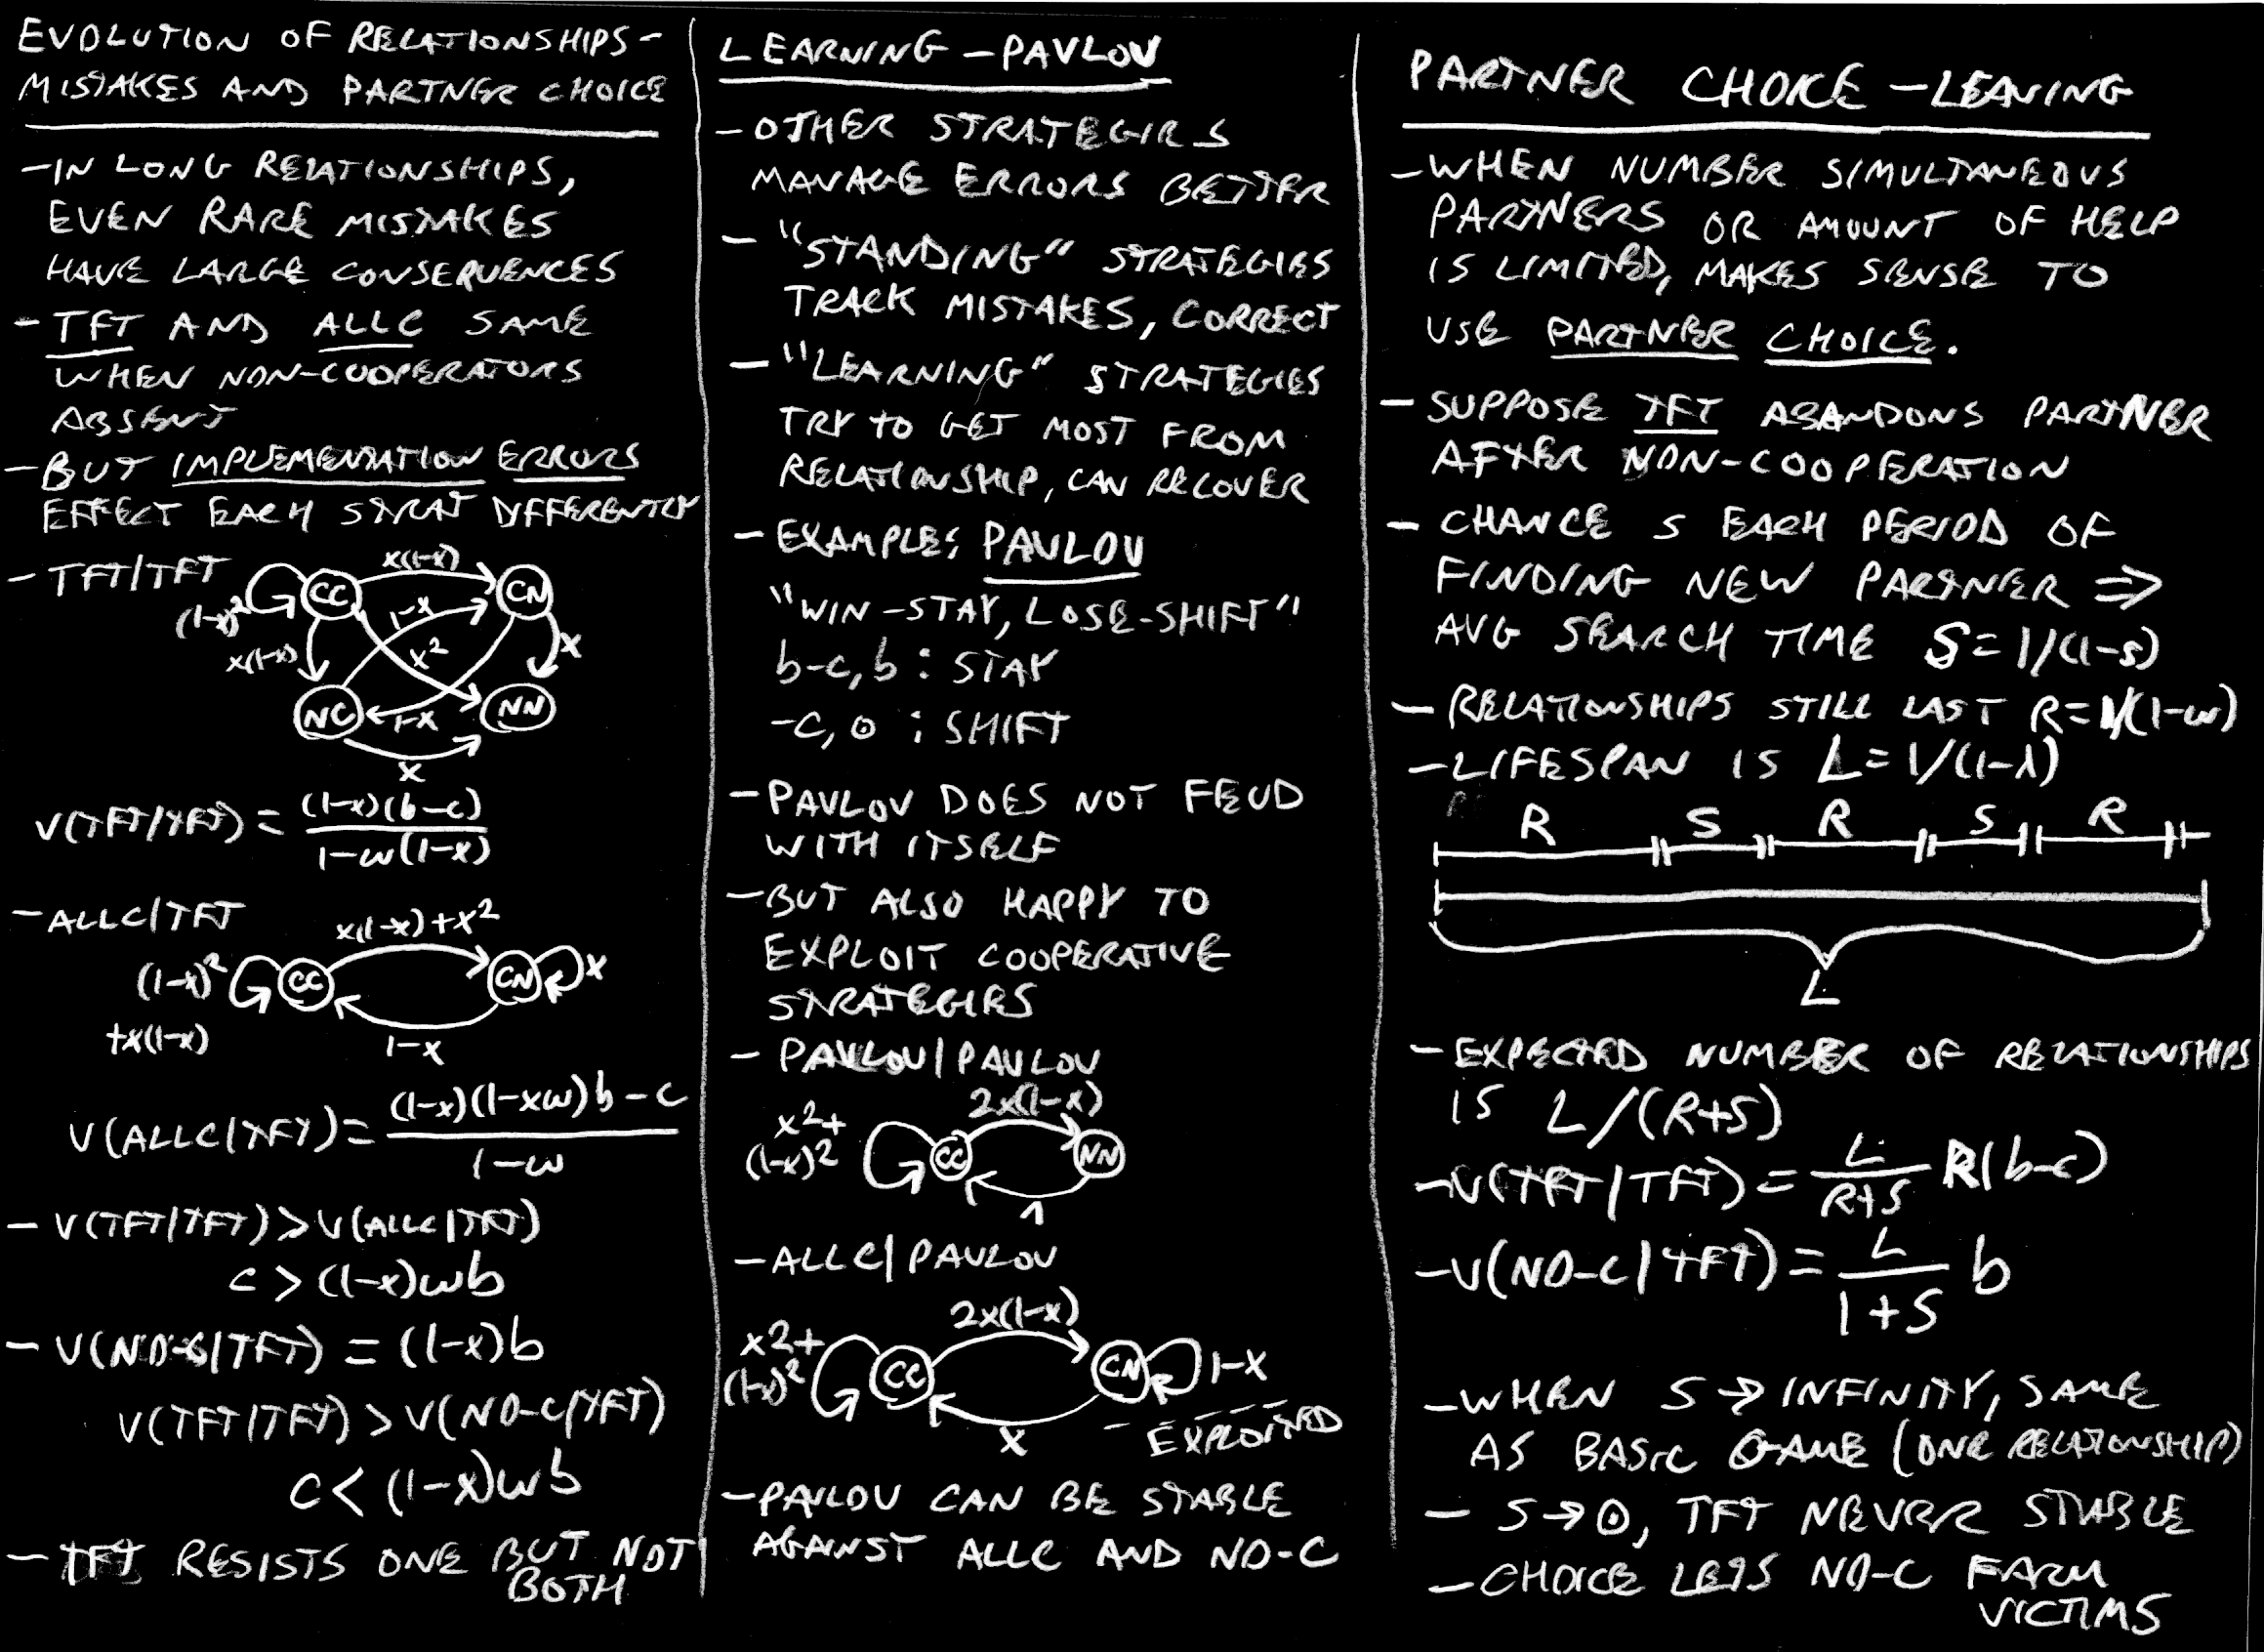 EVOLUTION OF RELATIONSHIPS -
MISTAKES AND PARTNER CHOICE
- IN LONG RELATIONSHIPS,
EVEN RARE MISTAKES
HAVE LARGE CONSEQUENCES
- TFT AND ALLC SAME
WHEN NON-COOPERATORS
ABSENT
- BUT IMPLEMENTATION ERRORS
EFFECT EACH STRAT DIFFERENTLY
- TFT/TFT
x(1-x)
CC
CN
(1-x)²
1-x
x(1-x)
x²
x
NC
1-x
NN
x
V(TFT/TFT) = (1-x)(b-c)
1-w(1-x)
- ALLC/TFT
x(1-x)+x²
(1-x)²
CC
CN
x
+x(1-x)
1-x
V(ALLC|TFT) = (1-x)(1-xw)b-c
1-w
- V(TFT/TFT) > V(ALLC|TFT)
c > (1-x)wb
- V(NO-C/TFT) = (1-x)b
V(TFT/TFT) > V(NO-C/TFT)
c < (1-x)wb
- TFT RESISTS ONE BUT NOT
BOTH
LEARNING - PAVLOV
- OTHER STRATEGIES
MANAGE ERRORS BETTER
- "STANDING" STRATEGIES
TRACK MISTAKES, CORRECT
- "LEARNING" STRATEGIES
TRY TO GET MOST FROM
RELATIONSHIP, CAN RECOVER
- EXAMPLE; PAVLOV
"WIN-STAY, LOSE-SHIFT"
b-c, b : STAY
-c, 0 : SHIFT
- PAVLOV DOES NOT FEUD
WITH ITSELF
- BUT ALSO HAPPY TO
EXPLOIT COOPERATIVE
STRATEGIES
- PAVLOV/PAVLOV
x²+
2x(1-x)
(1-x)²
CC
NN
1
- ALLC/PAVLOV
2x(1-x)
x²+
(1-x)²
CC
CN
1-x
x
- EXPLOITED
- PAVLOV CAN BE STABLE
AGAINST ALLC AND NO-C
PARTNER CHOICE - LEAVING
- WHEN NUMBER SIMULTANEOUS
PARTNERS OR AMOUNT OF HELP
IS LIMITED, MAKES SENSE TO
USE PARTNER CHOICE.
- SUPPOSE TFT ABANDONS PARTNER
AFTER NON-COOPERATION
- CHANCE S EACH PERIOD OF
FINDING NEW PARTNER ⇒
AVG SEARCH TIME S = 1/(1-s)
- RELATIONSHIPS STILL LAST R = 1/(1-w)
- LIFESPAN IS L = 1/(1-λ)
R S R S R
L
- EXPECTED NUMBER OF RELATIONSHIPS
IS L/(R+S)
- V(TFT/TFT) = L R(b-c)
R+S
- V(NO-C|TFT) = L b
1+S
- WHEN S → INFINITY, SAME
AS BASIC GAME (ONE RELATIONSHIP)
- S → 0, TFT NEVER STABLE
- CHOICE LETS NO-C FARM
VICTIMS